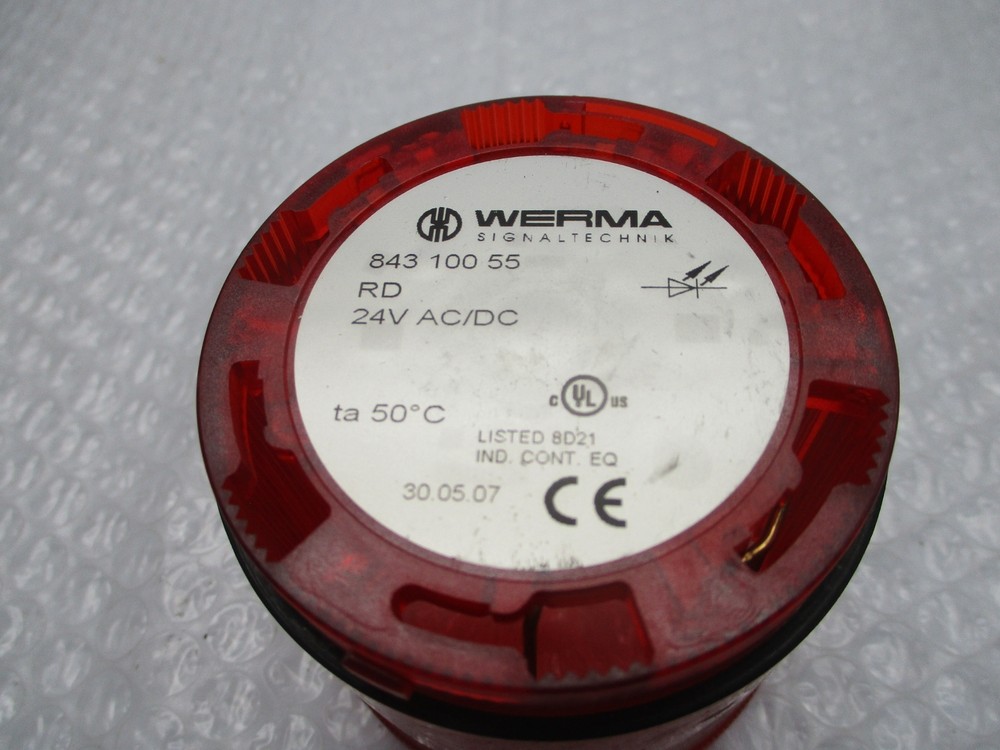 WERMA
SIGNALTECHNIK
843 100 55
RD
24V AC/DC
ta 50°C
C UL US
LISTED 8D21
IND. CONT. EQ
30.05.07
CE